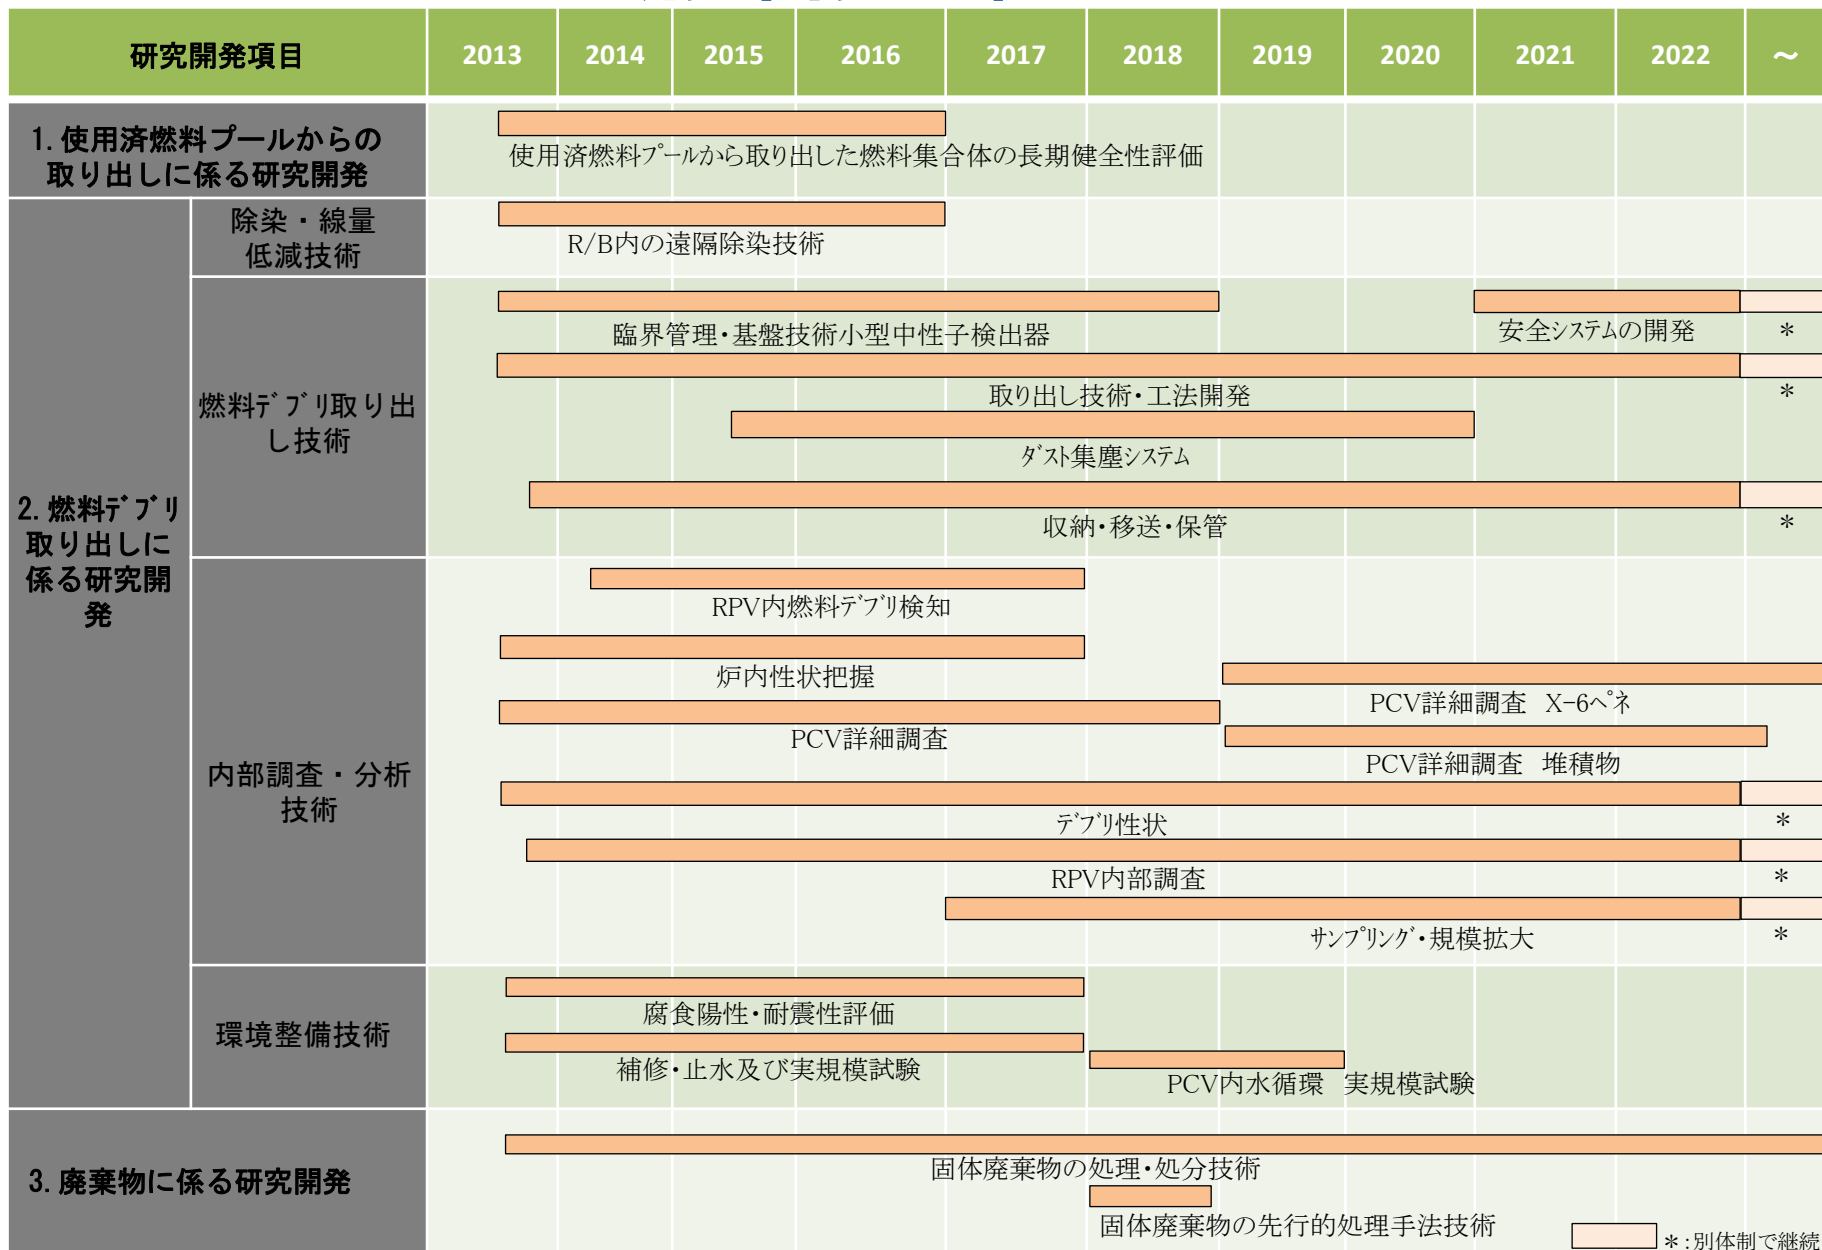 研究開発項目 2013 2014 2015 2016 2017 2018 2019 2020 2021 2022 ～
1. 使用済燃料プールからの
取り出しに係る研究開発
使用済燃料ﾌﾟｰﾙから取り出した燃料集合体の長期健全性評価
2. 燃料ﾃﾞﾌﾞﾘ
取り出しに
係る研究開
発
除染・線量
低減技術
R/B内の遠隔除染技術
燃料ﾃﾞﾌﾞﾘ取り出
し技術
臨界管理・基盤技術小型中性子検出器
安全ｼｽﾃﾑの開発
*
取り出し技術・工法開発
*
ﾀﾞｽﾄ集塵ｼｽﾃﾑ
収納・移送・保管
*
内部調査・分析
技術
RPV内燃料ﾃﾞﾌﾞﾘ検知
炉内性状把握
PCV詳細調査　X-6ﾍﾟﾈ
PCV詳細調査
PCV詳細調査　堆積物
ﾃﾞﾌﾞﾘ性状
*
RPV内部調査
*
ｻﾝﾌﾟﾘﾝｸﾞ・規模拡大
*
環境整備技術
腐食陽性・耐震性評価
補修・止水及び実規模試験
PCV内水循環　実規模試験
3. 廃棄物に係る研究開発
固体廃棄物の処理・処分技術
固体廃棄物の先行的処理手法技術
*:別体制で継続